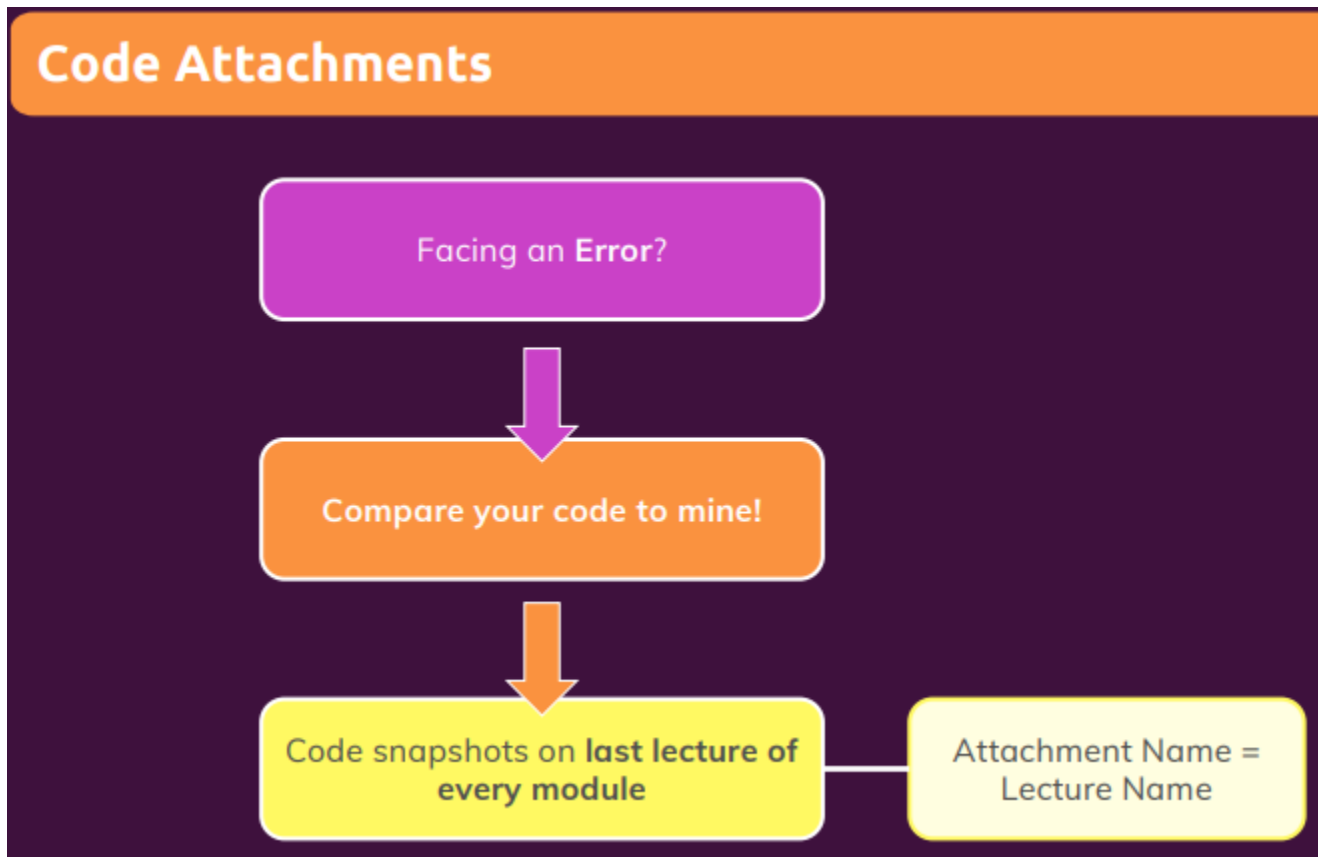 Code Attachments
Facing an Error?
Compare your code to mine!
Code snapshots on last lecture of
every module
Attachment Name =
Lecture Name